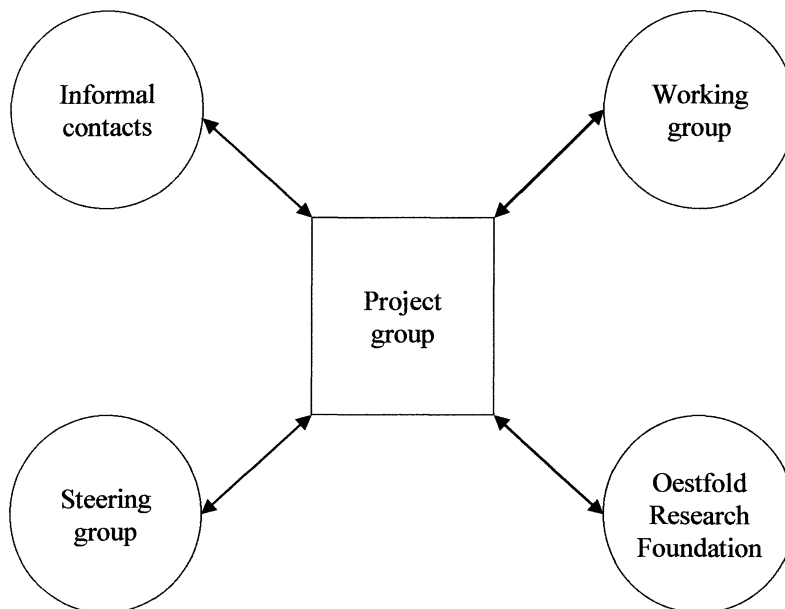 Informal
contacts
Working
group
Project
group
Steering
group
Oestfold
Research
Foundation